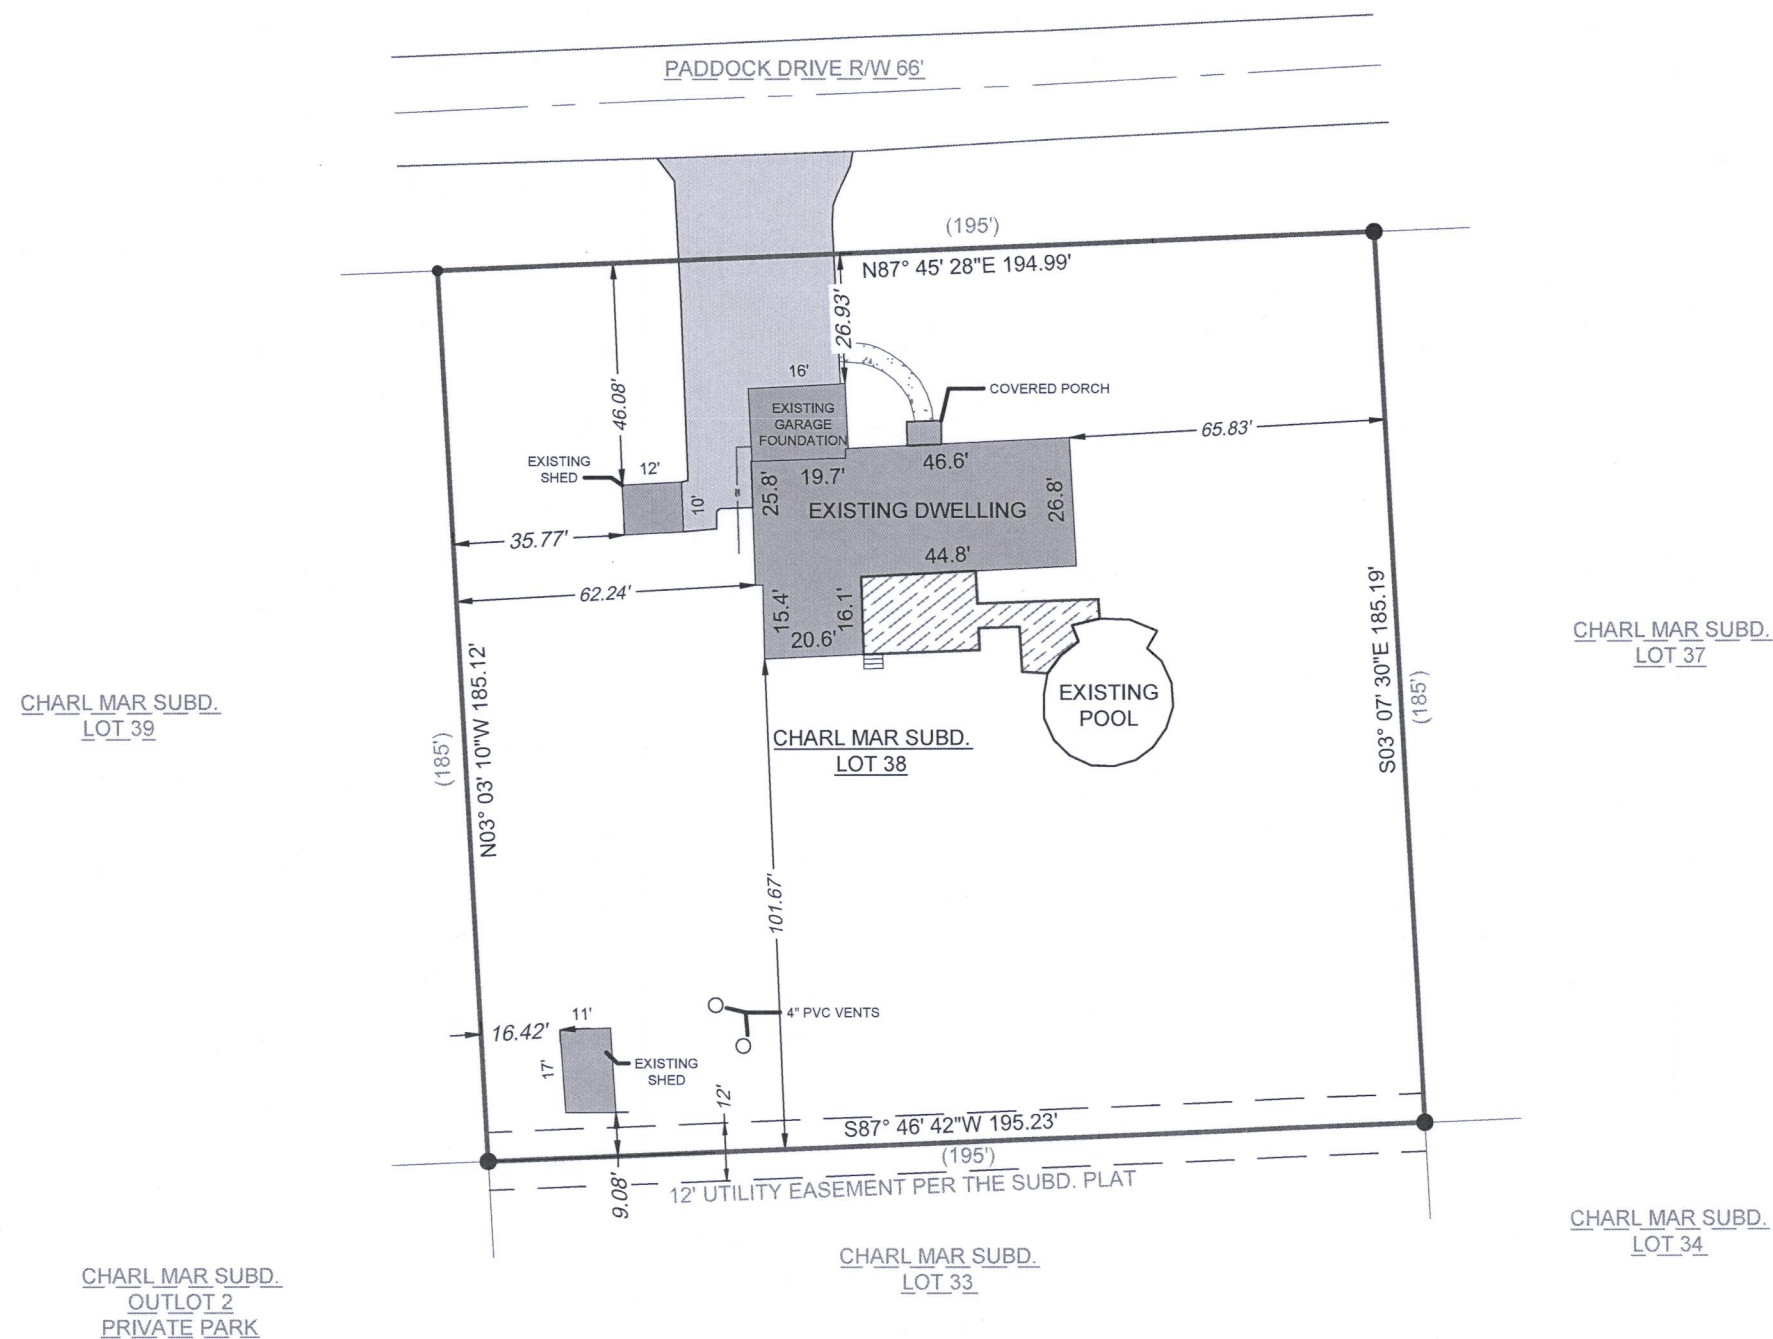 PADDOCK DRIVE R/W 66'
(195')
N87° 45' 28"E 194.99'
26.93'
46.08'
16'
EXISTING
GARAGE
FOUNDATION
COVERED PORCH
65.83'
EXISTING
SHED
12'
10'
35.77'
62.24'
25.8'
19.7'
46.6'
26.8'
EXISTING DWELLING
44.8'
15.4'
16.1'
20.6'
EXISTING
POOL
CHARL MAR SUBD.
LOT 38
CHARL MAR SUBD.
LOT 39
(185')
N03° 03' 10"W 185.12'
S03° 07' 30"E 185.19'
(185')
CHARL MAR SUBD.
LOT 37
101.67'
4" PVC VENTS
16.42'
11'
17'
EXISTING
SHED
12'
9.08'
S87° 46' 42"W 195.23'
(195')
12' UTILITY EASEMENT PER THE SUBD. PLAT
CHARL MAR SUBD.
LOT 34
CHARL MAR SUBD.
LOT 33
CHARL MAR SUBD.
OUTLOT 2
PRIVATE PARK